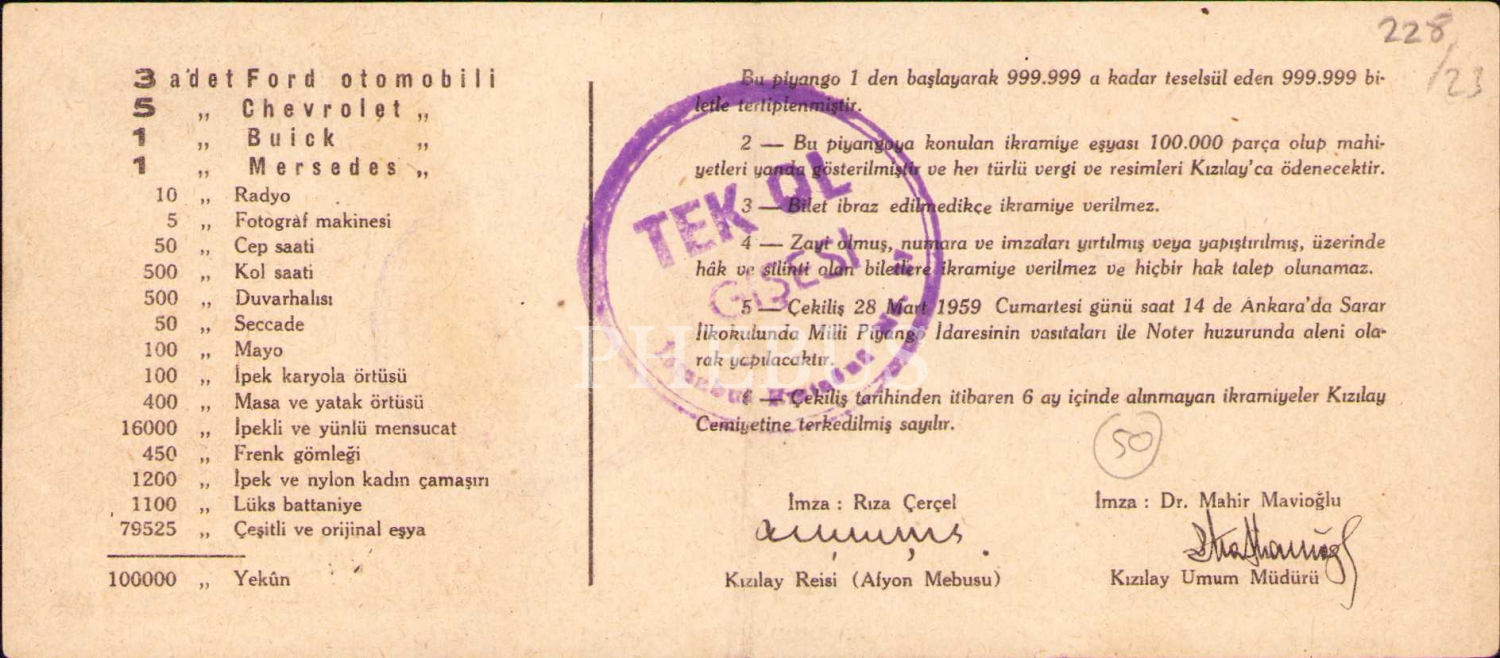 228
/23
3 adet Ford otomobili
5 „ Chevrolet „
1 „ Buick „
1 „ Mersedes „
10 „ Radyo
5 „ Fotoğraf makinesi
50 „ Cep saati
500 „ Kol saati
500 „ Duvarhalısı
50 „ Seccade
100 „ Mayo
100 „ İpek karyola örtüsü
400 „ Masa ve yatak örtüsü
16000 „ İpekli ve yünlü mensucat
450 „ Frenk gömleği
1200 „ İpek ve nylon kadın çamaşırı
1100 „ Lüks battaniye
79525 „ Çeşitli ve orijinal eşya
100000 „ Yekûn
Bu piyango 1 den başlayarak 999.999 a kadar teselsül eden 999.999 bi-
letle tertiplenmiştir.
2 — Bu piyangoya konulan ikramiye eşyası 100.000 parça olup mahi-
yetleri yanda gösterilmiştir ve her türlü vergi ve resimleri Kızılay'ca ödenecektir.
3 — Bilet ibraz edilmedikçe ikramiye verilmez.
4 — Zayi olmuş, numara ve imzaları yırtılmış veya yapıştırılmış, üzerinde
hâk ve silinti olan biletlere ikramiye verilmez ve hiçbir hak talep olunamaz.
5 — Çekiliş 28 Mart 1959 Cumartesi günü saat 14 de Ankara'da Sarar
İlkokulunda Milli Piyango İdaresinin vasıtaları ile Noter huzurunda aleni ola-
rak yapılacaktır.
6 — Çekiliş tarihinden itibaren 6 ay içinde alınmayan ikramiyeler Kızılay
Cemiyetine terkedilmiş sayılır.
TEK OL
GİŞESİ
PHEBUS
50
İmza : Rıza Çerçel
Kızılay Reisi (Afyon Mebusu)
İmza : Dr. Mahir Mavioğlu
Kızılay Umum Müdürü